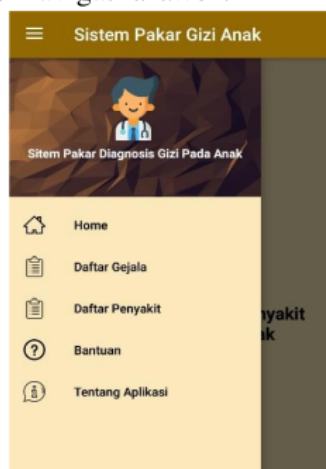 Sistem Pakar Gizi Anak
Sitem Pakar Diagnosis Gizi Pada Anak
Home
Daftar Gejala
Daftar Penyakit
nyakit
ak
Bantuan
Tentang Aplikasi